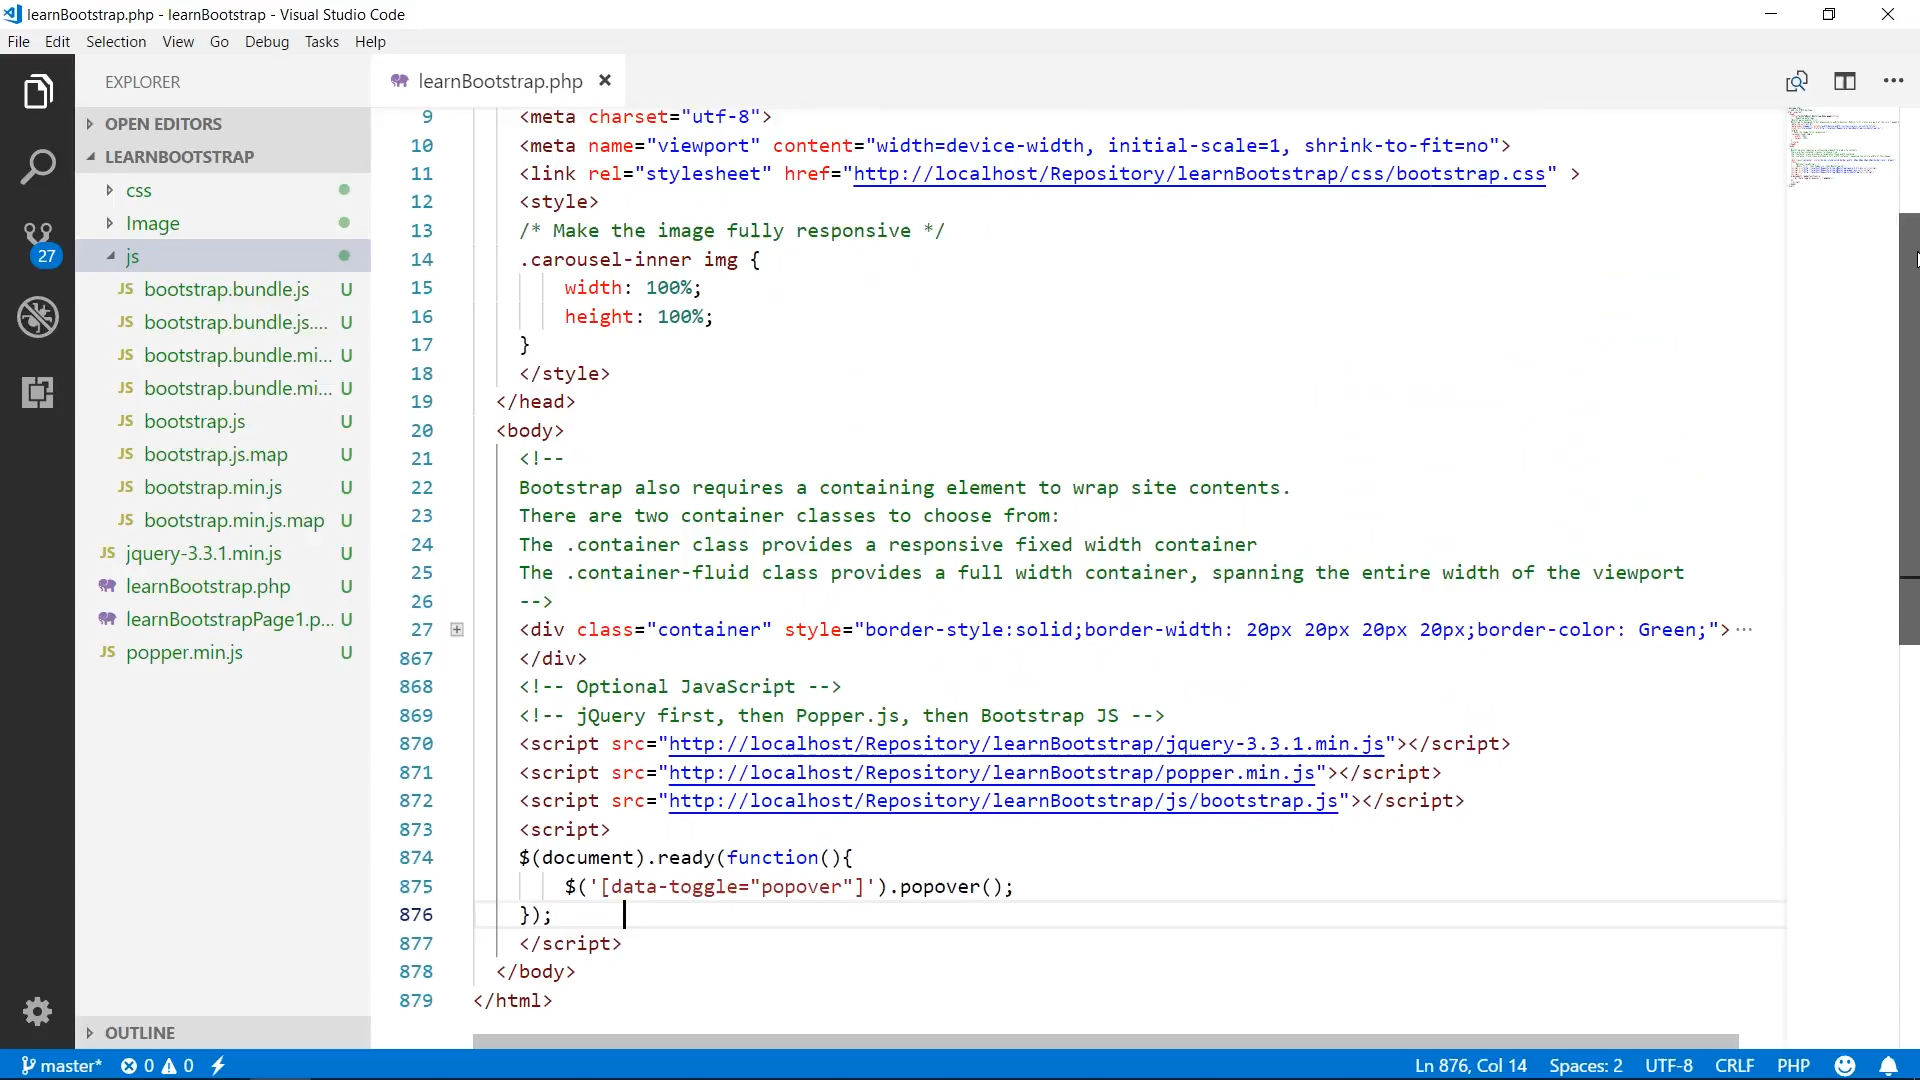 learnBootstrap.php - learnBootstrap - Visual Studio Code
File Edit Selection View Go Debug Tasks Help
EXPLORER
OPEN EDITORS
LEARNBOOTSTRAP
css
Image
js
JS bootstrap.bundle.js U
JS bootstrap.bundle.js.... U
JS bootstrap.bundle.mi... U
JS bootstrap.bundle.mi... U
JS bootstrap.js U
JS bootstrap.js.map U
JS bootstrap.min.js U
JS bootstrap.min.js.map U
JS jquery-3.3.1.min.js U
learnBootstrap.php U
learnBootstrapPage1.p... U
JS popper.min.js U
OUTLINE
27
learnBootstrap.php
9 <meta charset="utf-8">
10 <meta name="viewport" content="width=device-width, initial-scale=1, shrink-to-fit=no">
11 <link rel="stylesheet" href="http://localhost/Repository/learnBootstrap/css/bootstrap.css" >
12 <style>
13 /* Make the image fully responsive */
14 .carousel-inner img {
15 width: 100%;
16 height: 100%;
17 }
18 </style>
19 </head>
20 <body>
21 <!--
22 Bootstrap also requires a containing element to wrap site contents.
23 There are two container classes to choose from:
24 The .container class provides a responsive fixed width container
25 The .container-fluid class provides a full width container, spanning the entire width of the viewport
26 -->
27 <div class="container" style="border-style:solid;border-width: 20px 20px 20px 20px;border-color: Green;">...
867 </div>
868 <!-- Optional JavaScript -->
869 <!-- jQuery first, then Popper.js, then Bootstrap JS -->
870 <script src="http://localhost/Repository/learnBootstrap/jquery-3.3.1.min.js"></script>
871 <script src="http://localhost/Repository/learnBootstrap/popper.min.js"></script>
872 <script src="http://localhost/Repository/learnBootstrap/js/bootstrap.js"></script>
873 <script>
874 $(document).ready(function(){
875 $('[data-toggle="popover"]').popover();
876 });
877 </script>
878 </body>
879 </html>
master* 0 0 Ln 876, Col 14 Spaces: 2 UTF-8 CRLF PHP